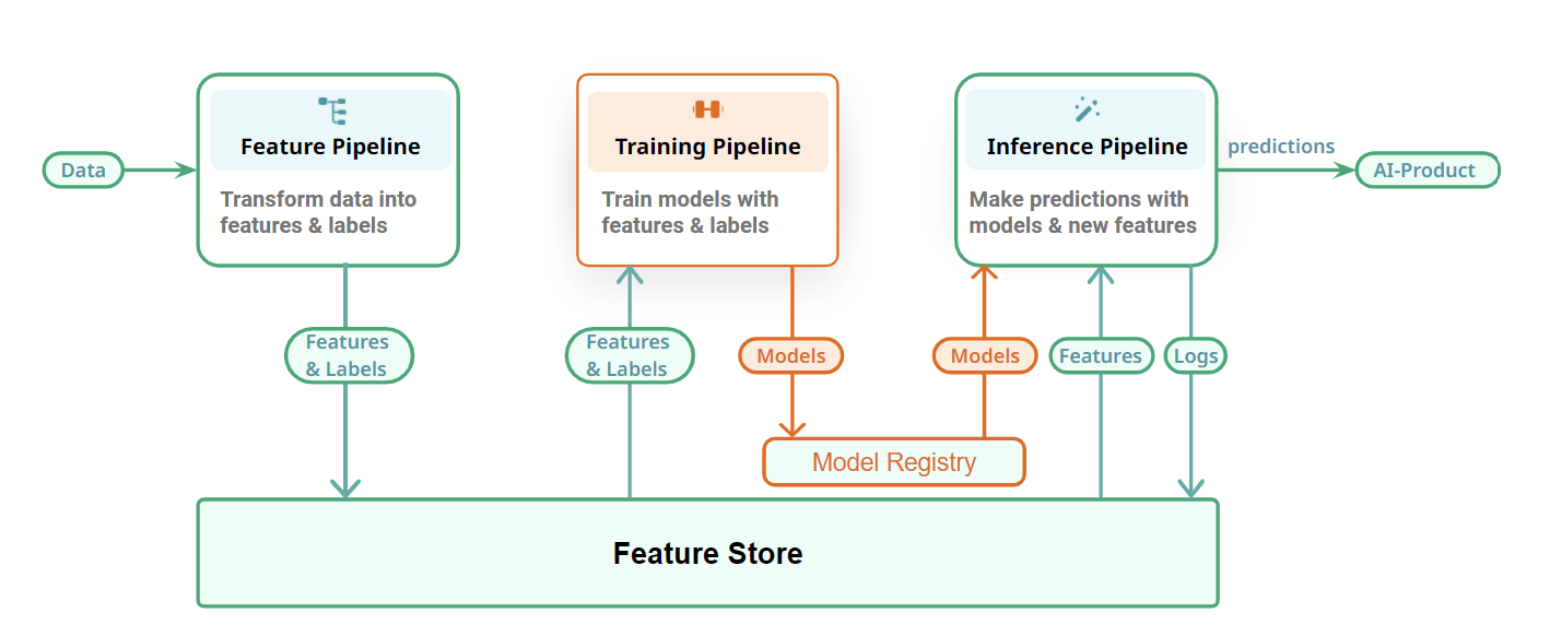 Data
Feature Pipeline
Transform data into
features & labels
Training Pipeline
Train models with
features & labels
Inference Pipeline
Make predictions with
models & new features
predictions
AI-Product
Features
& Labels
Features
& Labels
Models
Models
Features
Logs
Model Registry
Feature Store